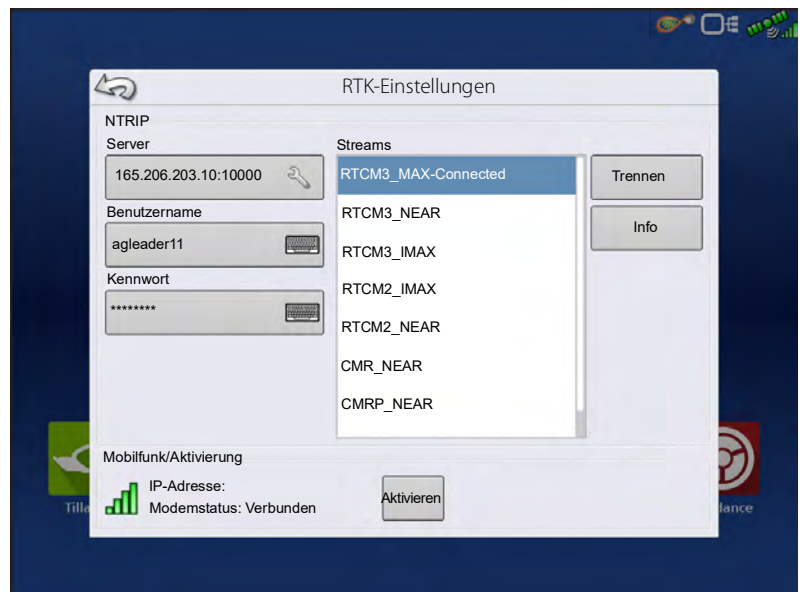 RTK-Einstellungen
NTRIP
Server
165.206.203.10:10000
Benutzername
agleader11
Kennwort
********
Streams
RTCM3_MAX-Connected
RTCM3_NEAR
RTCM3_IMAX
RTCM2_IMAX
RTCM2_NEAR
CMR_NEAR
CMRP_NEAR
Trennen
Info
Mobilfunk/Aktivierung
IP-Adresse:
Modemstatus: Verbunden
Aktivieren
Tilla
dance